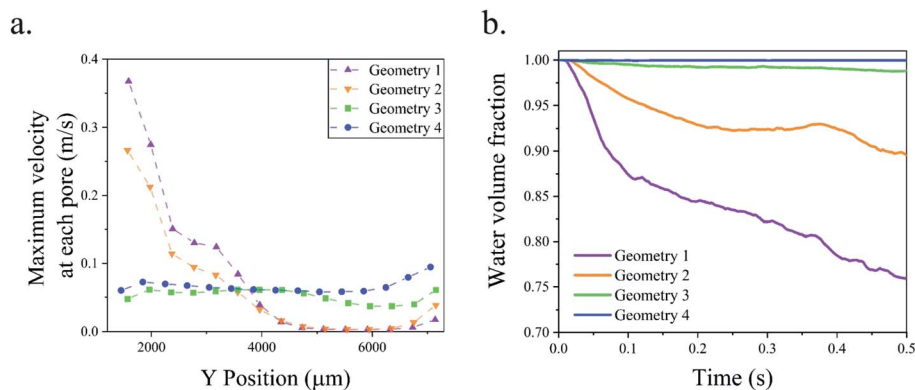 a.
Maximum velocity
at each pore (m/s)
0.4
0.3
0.2
0.1
0.0
2000
4000
6000
Y Position (μm)
Geometry 1
Geometry 2
Geometry 3
Geometry 4
b.
Water volume fraction
1.00
0.95
0.90
0.85
0.80
0.75
0.70
0.0
0.1
0.2
0.3
0.4
0.5
Time (s)
Geometry 1
Geometry 2
Geometry 3
Geometry 4